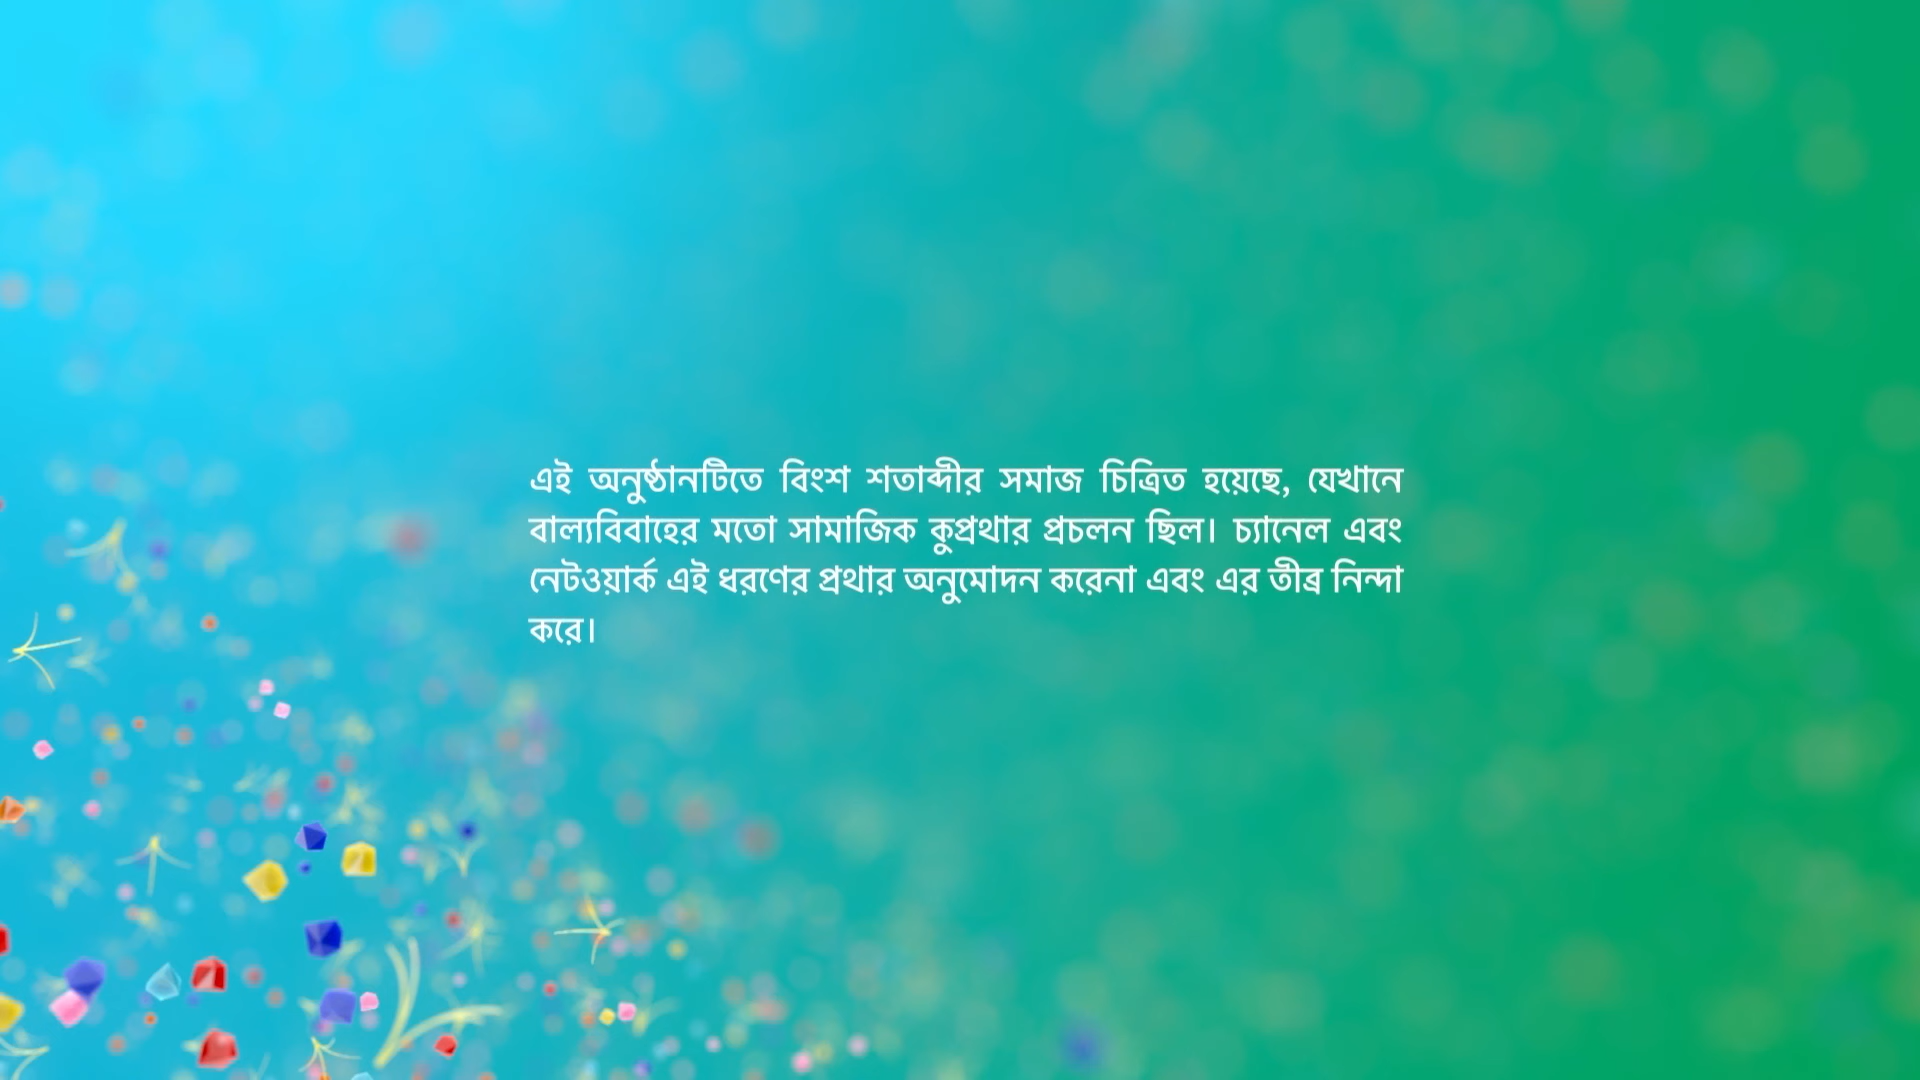 এই অনুষ্ঠানটিতে বিংশ শতাব্দীর সমাজ চিত্রিত হয়েছে, যেখানে
বাল্যবিবাহের মতো সামাজিক কুপ্রথার প্রচলন ছিল। চ্যানেল এবং
নেটওয়ার্ক এই ধরণের প্রথার অনুমোদন করেনা এবং এর তীব্র নিন্দা
করে।